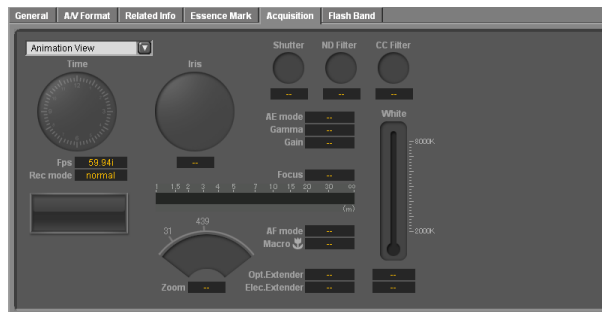 General A/V Format Related Info Essence Mark Acquisition Flash Band
Animation View
Time Iris Shutter ND Filter CC Filter
12
-- --
AE mode -- White
Gamma --
Gain -- 8000K
Fps 59.94i --
Rec mode normal Focus --
1 1,5 2 3 4 5 7 10 15 20 30 ∞
(m)
31 439 AF mode -- 2000K
Macro --
Opt.Extender -- --
Zoom -- Elec.Extender -- --